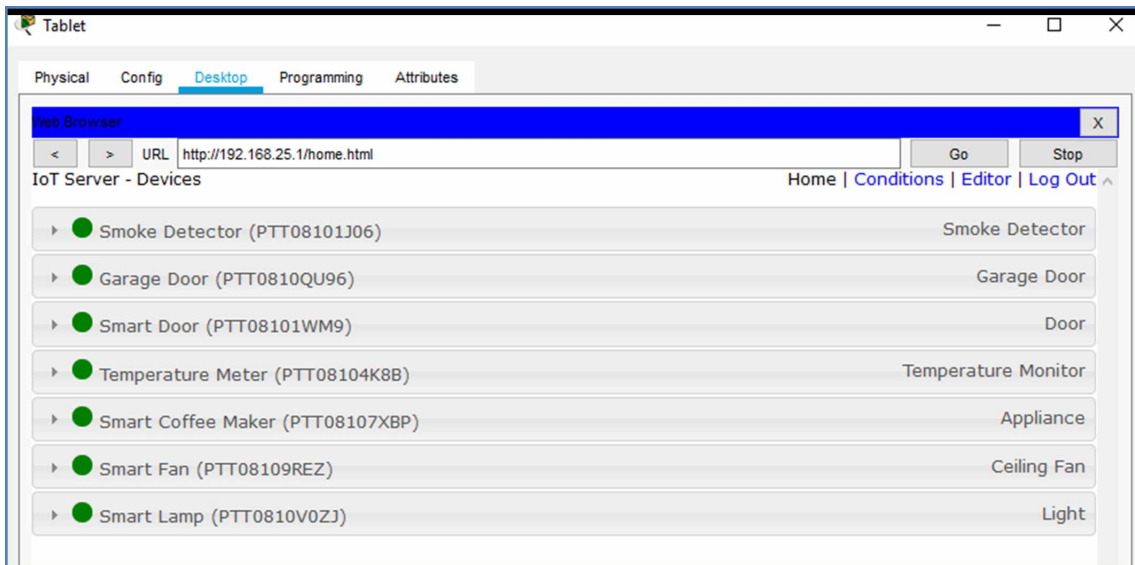 Tablet
Physical Config Desktop Programming Attributes
Web Browser X
< > URL http://192.168.25.1/home.html Go Stop
IoT Server - Devices Home | Conditions | Editor | Log Out
Smoke Detector (PTT08101J06) Smoke Detector
Garage Door (PTT0810QU96) Garage Door
Smart Door (PTT08101WM9) Door
Temperature Meter (PTT08104K8B) Temperature Monitor
Smart Coffee Maker (PTT08107XBP) Appliance
Smart Fan (PTT08109REZ) Ceiling Fan
Smart Lamp (PTT0810V0ZJ) Light